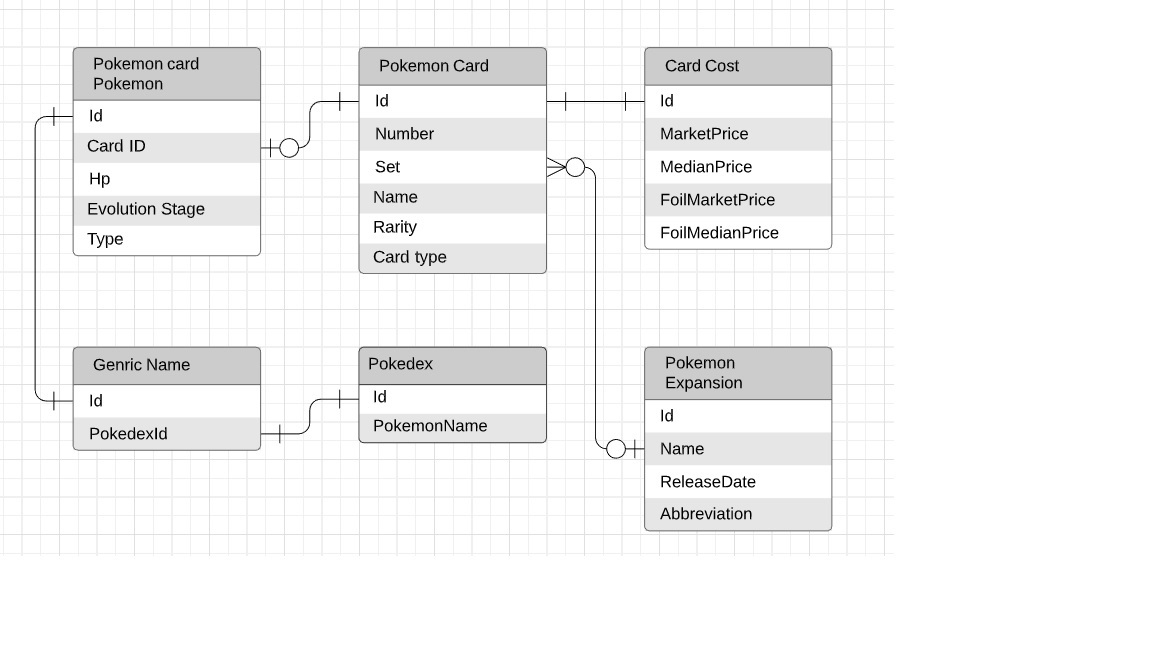 Pokemon card
Pokemon
Id
Card ID
Hp
Evolution Stage
Type
Pokemon Card
Id
Number
Set
Name
Rarity
Card type
Card Cost
Id
MarketPrice
MedianPrice
FoilMarketPrice
FoilMedianPrice
Genric Name
Id
PokedexId
Pokedex
Id
PokemonName
Pokemon
Expansion
Id
Name
ReleaseDate
Abbreviation